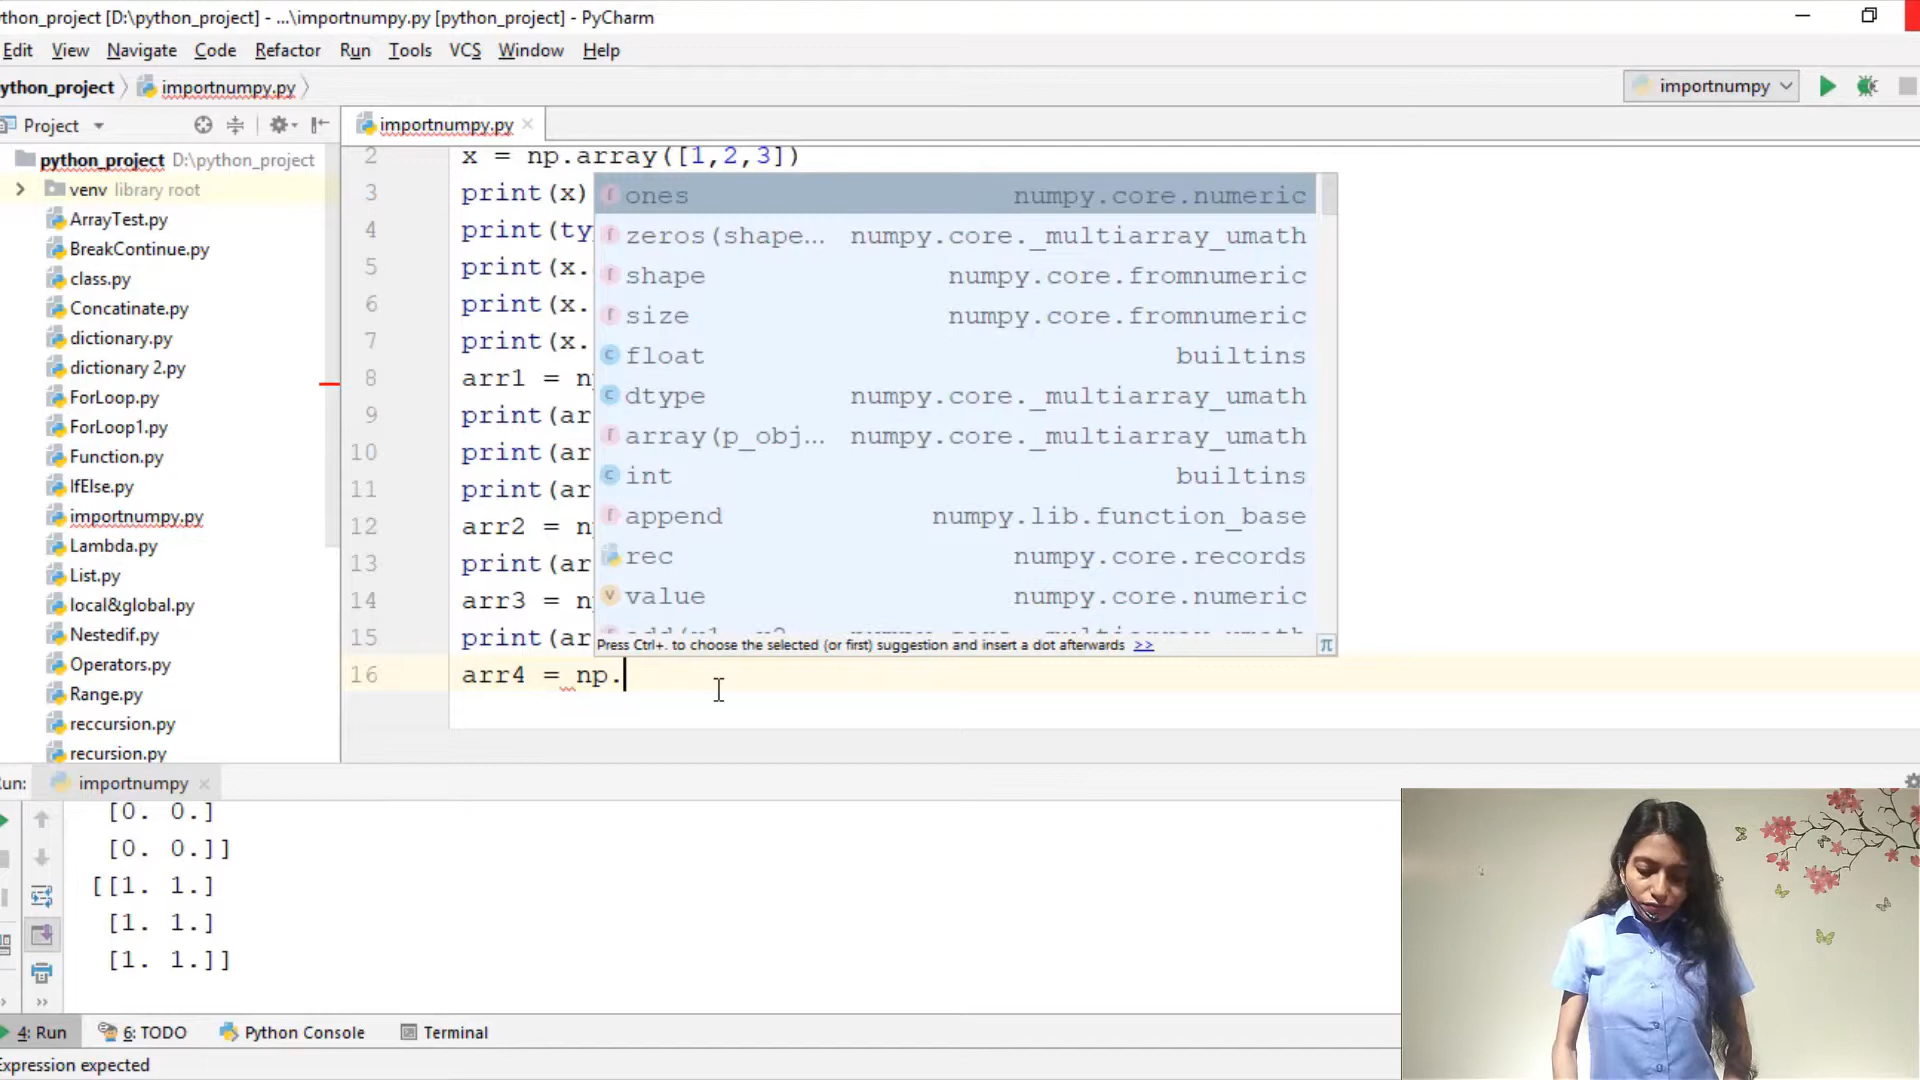 ython_project [D:\python_project] - ...\importnumpy.py [python_project] - PyCharm
Edit View Navigate Code Refactor Run Tools VCS Window Help
ython_project importnumpy.py importnumpy
Project importnumpy.py
python_project D:\python_project
venv library root
ArrayTest.py
BreakContinue.py
class.py
Concatinate.py
dictionary.py
dictionary 2.py
ForLoop.py
ForLoop1.py
Function.py
IfElse.py
importnumpy.py
Lambda.py
List.py
local&global.py
Nestedif.py
Operators.py
Range.py
reccursion.py
recursion.py
2 x = np.array([1,2,3])
3 print(x)
4 print(ty
5 print(x.
6 print(x.
7 print(x.
8 arr1 = n
9 print(ar
10 print(ar
11 print(ar
12 arr2 = n
13 print(ar
14 arr3 = n
15 print(ar
16 arr4 = np.
ones numpy.core.numeric
zeros(shape... numpy.core._multiarray_umath
shape numpy.core.fromnumeric
size numpy.core.fromnumeric
float builtins
dtype numpy.core._multiarray_umath
array(p_obj... numpy.core._multiarray_umath
int builtins
append numpy.lib.function_base
rec numpy.core.records
value numpy.core.numeric
Press Ctrl+. to choose the selected (or first) suggestion and insert a dot afterwards >>
un: importnumpy
[0. 0.]
[0. 0.]]
[[1. 1.]
[1. 1.]
[1. 1.]]
4: Run 6: TODO Python Console Terminal
Expression expected